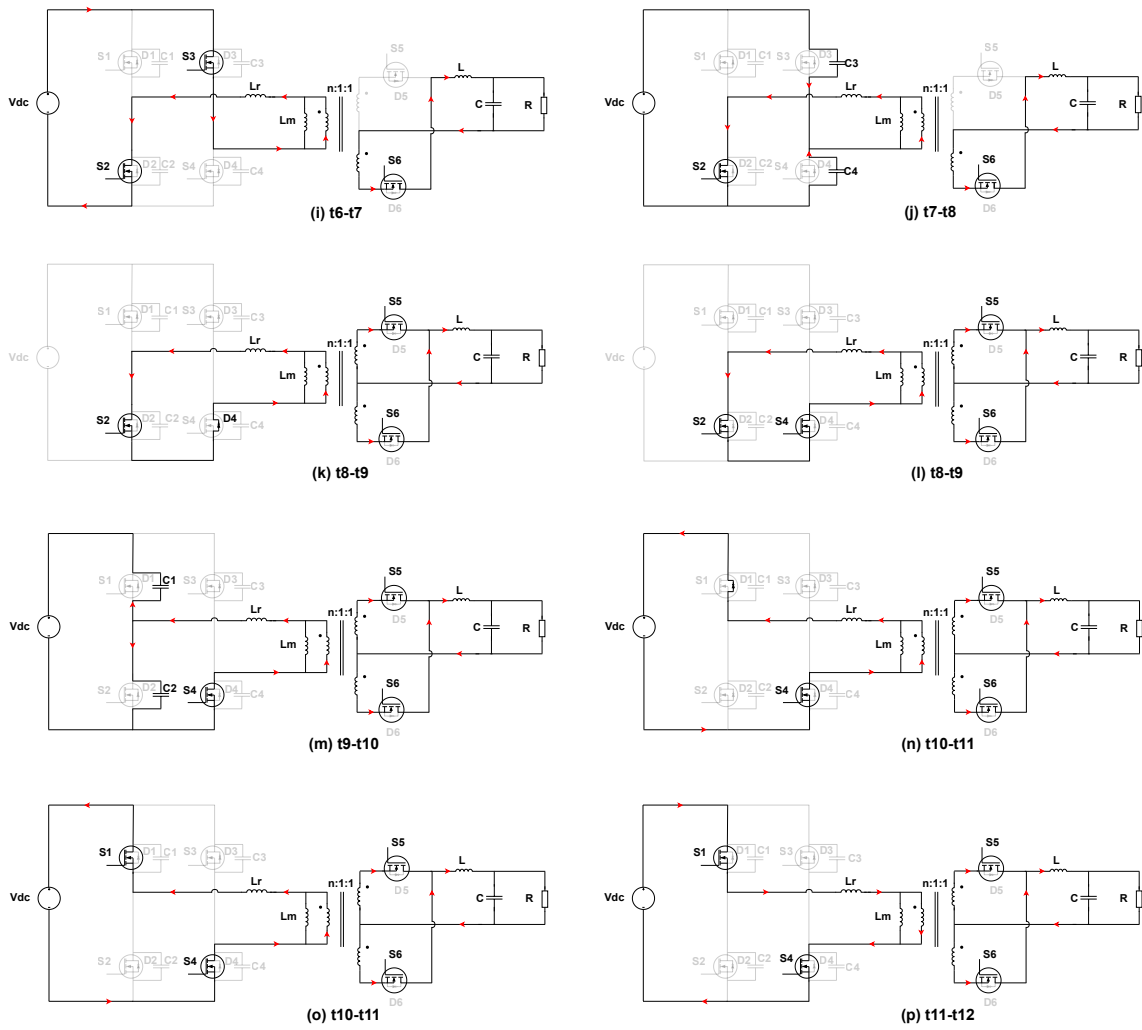 S1 D1 C1 S3 D3 C3 S5 L
Vdc Lr n:1:1 D5 C R
Lm
S2 D2 C2 S4 D4 C4 S6
D6
(i) t6-t7
S1 D1 C1 S3 D3 C3 S5 L
Vdc Lr n:1:1 D5 C R
Lm
S2 D2 C2 S4 D4 C4 S6
D6
(j) t7-t8
S1 D1 C1 S3 D3 C3 S5 L
Vdc Lr n:1:1 D5 C R
Lm
S2 D2 C2 S4 D4 C4 S6
D6
(k) t8-t9
S1 D1 C1 S3 D3 C3 S5 L
Vdc Lr n:1:1 D5 C R
Lm
S2 D2 C2 S4 D4 C4 S6
D6
(l) t8-t9
S1 D1 C1 S3 D3 C3 S5 L
Vdc Lr n:1:1 D5 C R
Lm
S2 D2 C2 S4 D4 C4 S6
D6
(m) t9-t10
S1 D1 C1 S3 D3 C3 S5 L
Vdc Lr n:1:1 D5 C R
Lm
S2 D2 C2 S4 D4 C4 S6
D6
(n) t10-t11
S1 D1 C1 S3 D3 C3 S5 L
Vdc Lr n:1:1 D5 C R
Lm
S2 D2 C2 S4 D4 C4 S6
D6
(o) t10-t11
S1 D1 C1 S3 D3 C3 S5 L
Vdc Lr n:1:1 D5 C R
Lm
S2 D2 C2 S4 D4 C4 S6
D6
(p) t11-t12